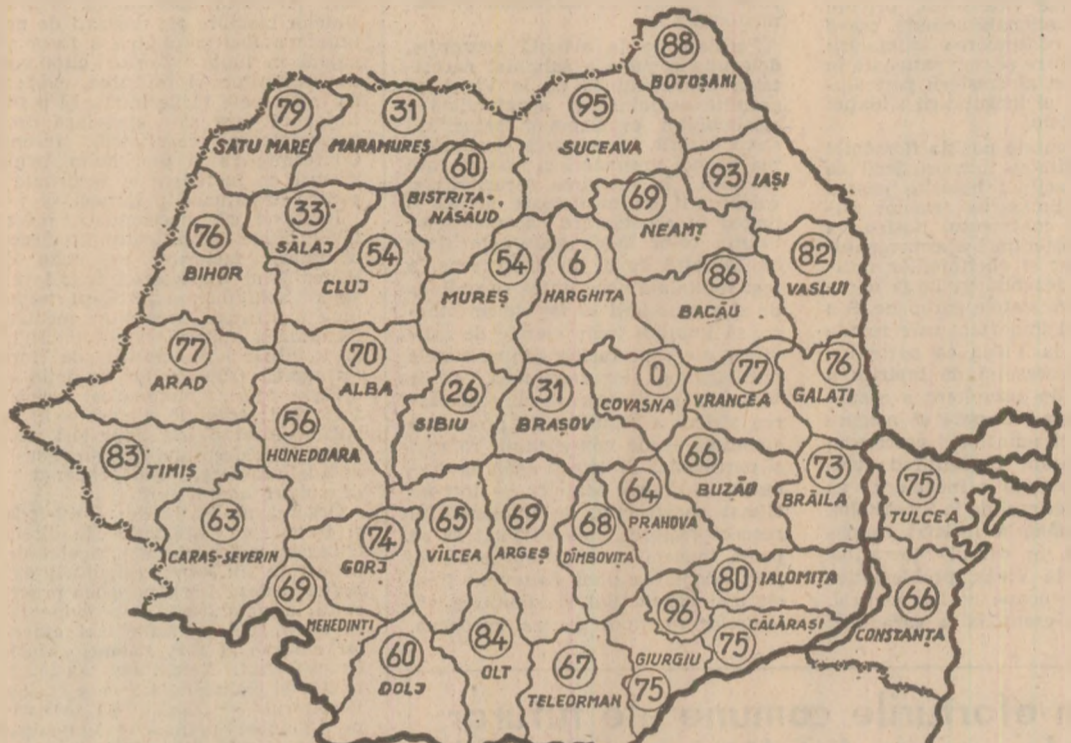 88
BOTOȘANI
79
SATU MARE
31
MARAMUREȘ
95
SUCEAVA
60
BISTRIȚA-
NĂSĂUD
93 IAȘI
69
NEAMȚ
33
SĂLAJ
76
BIHOR
54
CLUJ
54
MUREȘ
6
HARGHITA
86
BACĂU
82
VASLUI
77
ARAD
70
ALBA
26
SIBIU
31
BRAȘOV
0
COVASNA
77
VRANCEA
76
GALAȚI
56
HUNEDOARA
83 TIMIȘ
66
BUZĂU
73
BRĂILA
75
TULCEA
63
CARAȘ-SEVERIN
74
GORJ
65
VÎLCEA
69
ARGEȘ
68
DÎMBOVIȚA
64
PRAHOVA
80 IALOMIȚA
66
CONSTANȚA
69
MEHEDINȚI
96
CĂLĂRAȘI
75
60
DOLJ
84
OLT
67
TELEORMAN
GIURGIU
75